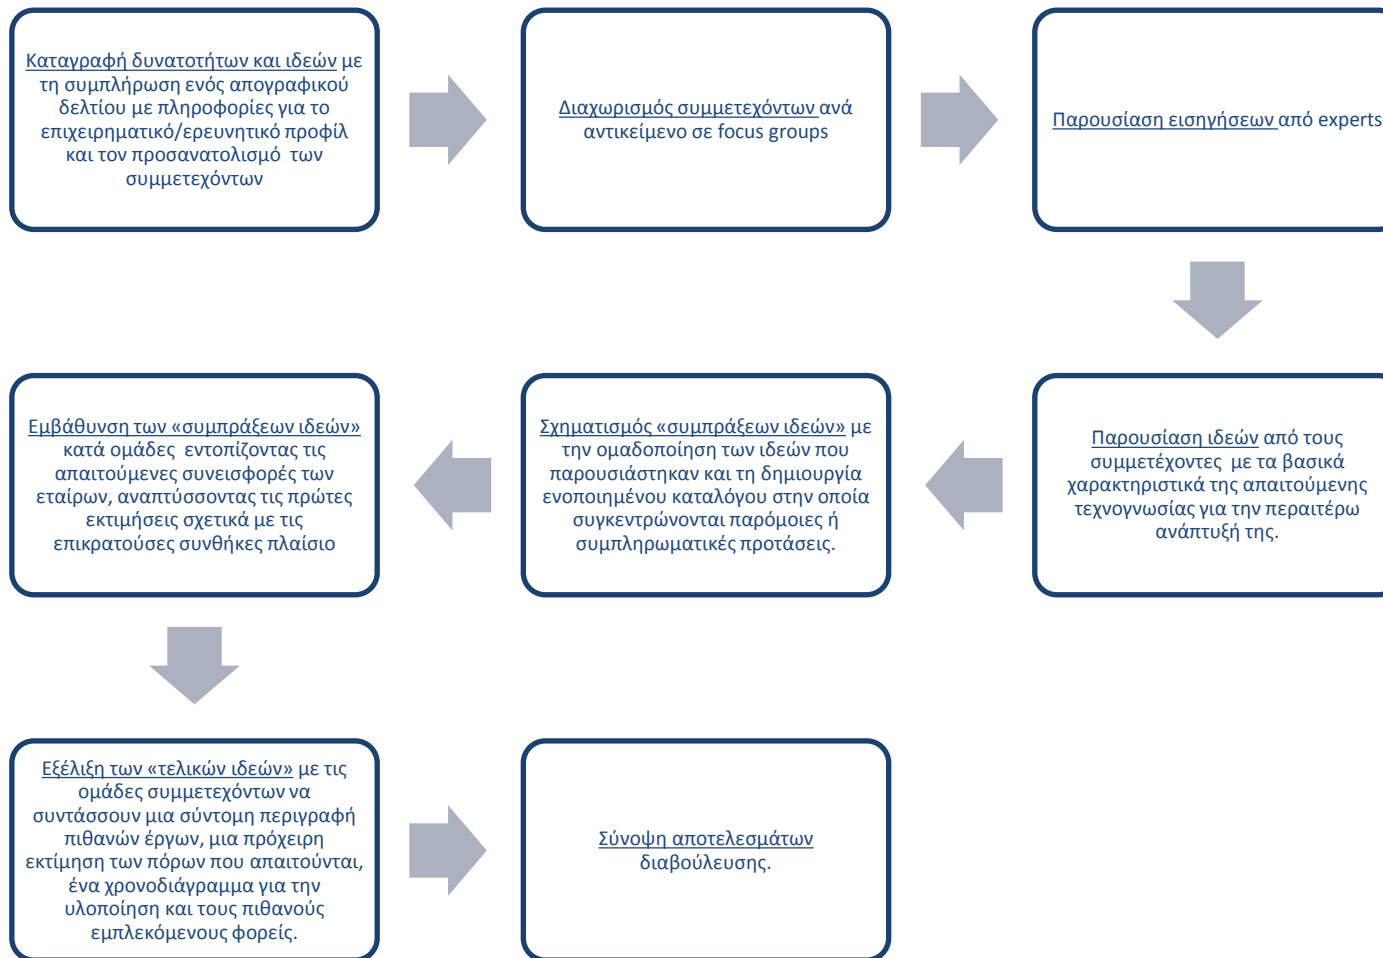 Καταγραφή δυνατοτήτων και ιδεών με
τη συμπλήρωση ενός απογραφικού
δελτίου με πληροφορίες για το
επιχειρηματικό/ερευνητικό προφίλ
και τον προσανατολισμό των
συμμετεχόντων
Διαχωρισμός συμμετεχόντων ανά
αντικείμενο σε focus groups
Παρουσίαση εισηγήσεων από experts
Παρουσίαση ιδεών από τους
συμμετέχοντες με τα βασικά
χαρακτηριστικά της απαιτούμενης
τεχνογνωσίας για την περαιτέρω
ανάπτυξή της.
Σχηματισμός «συμπράξεων ιδεών» με
την ομαδοποίηση των ιδεών που
παρουσιάστηκαν και τη δημιουργία
ενοποιημένου καταλόγου στην οποία
συγκεντρώνονται παρόμοιες ή
συμπληρωματικές προτάσεις.
Εμβάθυνση των «συμπράξεων ιδεών»
κατά ομάδες εντοπίζοντας τις
απαιτούμενες συνεισφορές των
εταίρων, αναπτύσσοντας τις πρώτες
εκτιμήσεις σχετικά με τις
επικρατούσες συνθήκες πλαίσιο
Εξέλιξη των «τελικών ιδεών» με τις
ομάδες συμμετεχόντων να
συντάσσουν μια σύντομη περιγραφή
πιθανών έργων, μια πρόχειρη
εκτίμηση των πόρων που απαιτούνται,
ένα χρονοδιάγραμμα για την
υλοποίηση και τους πιθανούς
εμπλεκόμενους φορείς.
Σύνοψη αποτελεσμάτων
διαβούλευσης.